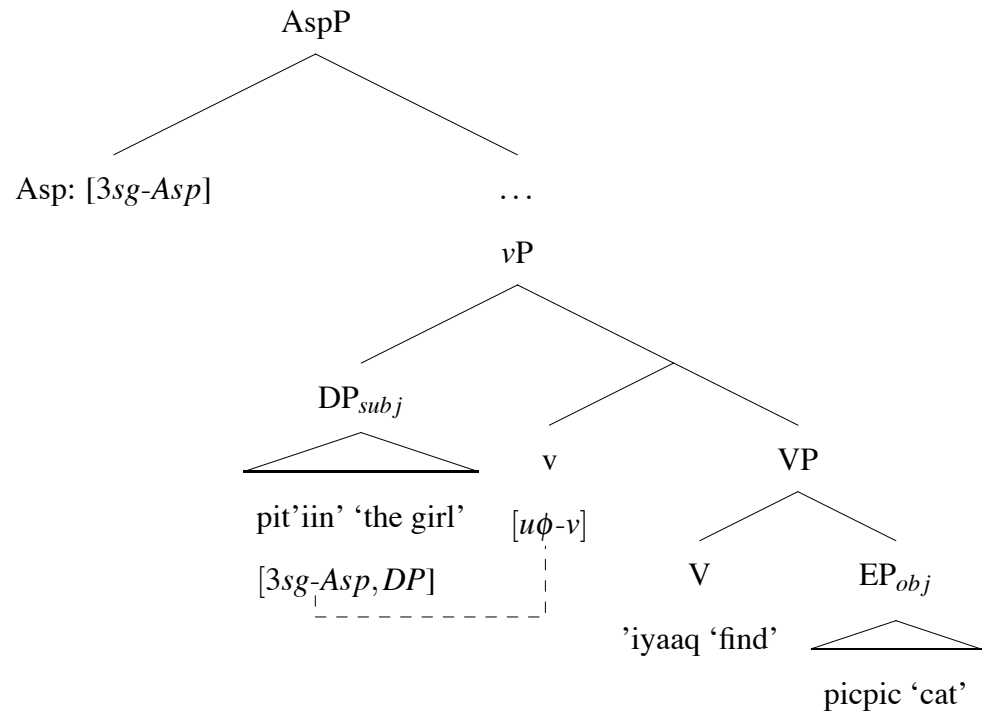 AspP
Asp: [3sg-Asp] ...
vP
DPsubj v VP
pit’iin’ ‘the girl’ [uϕ-v]
[3sg-Asp, DP] V EPobj
’iyaaq ‘find’
picpic ‘cat’